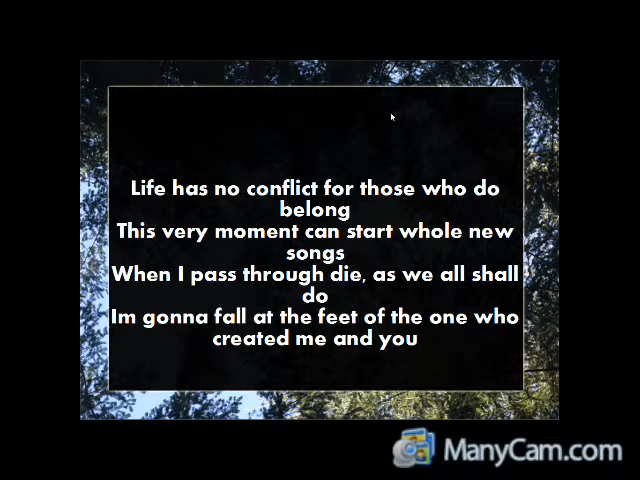 Life has no conflict for those who do
belong
This very moment can start whole new
songs
When I pass through die, as we all shall
do
Im gonna fall at the feet of the one who
created me and you
ManyCam.com